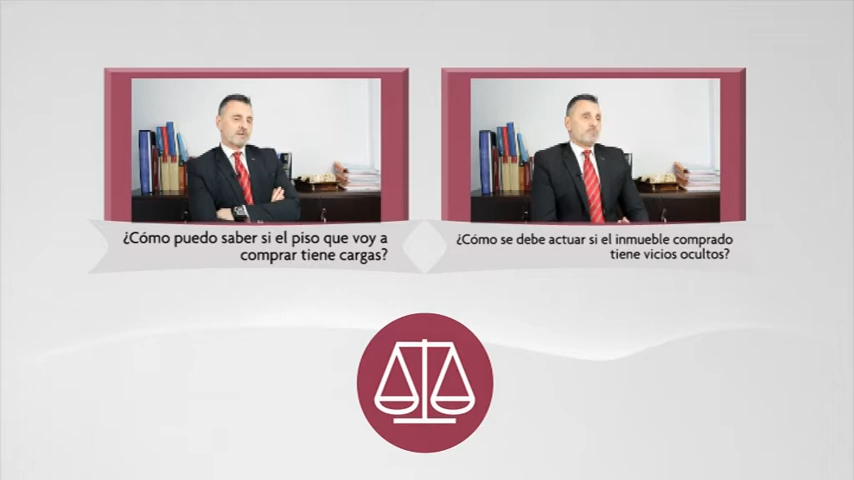 ¿Cómo puedo saber si el piso que voy a
comprar tiene cargas?
¿Cómo se debe actuar si el inmueble comprado
tiene vicios ocultos?